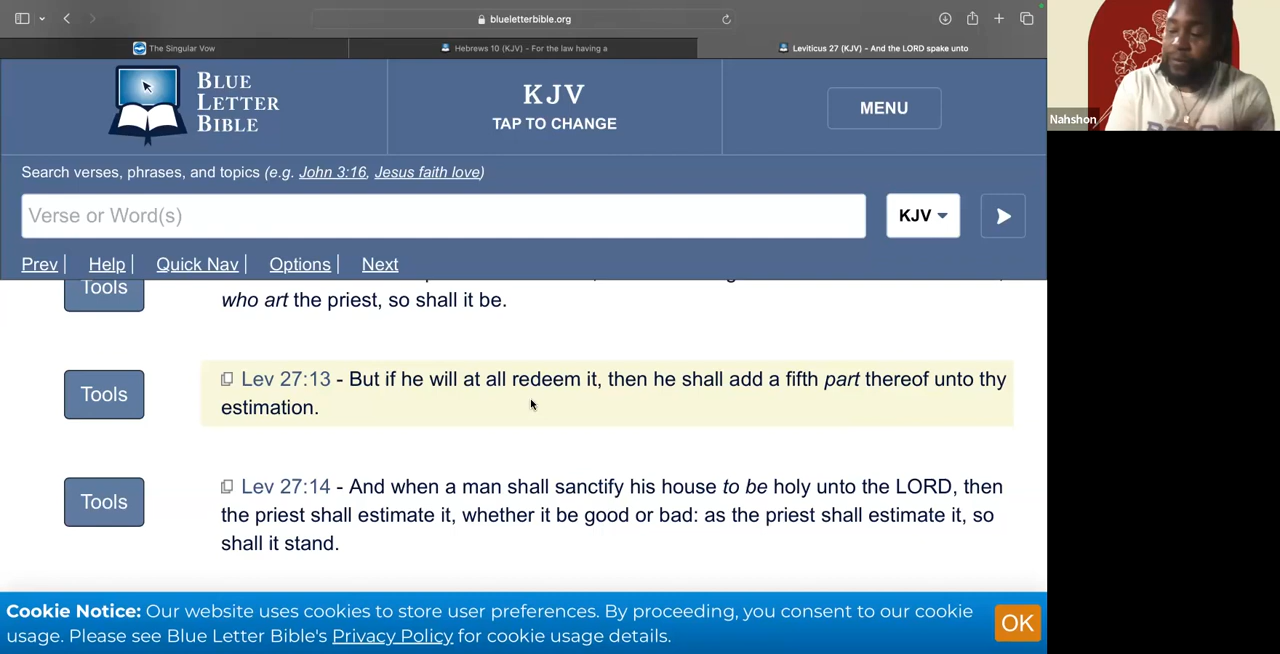 blueletterbible.org
The Singular Vow
Hebrews 10 (KJV) - For the law having a
Leviticus 27 (KJV) - And the LORD spake unto
BLUE
LETTER
BIBLE
KJV
TAP TO CHANGE
MENU
Search verses, phrases, and topics (e.g. John 3:16, Jesus faith love)
Verse or Word(s)
KJV
Prev| Help| Quick Nav| Options| Next
Tools
who art the priest, so shall it be.
Tools
Lev 27:13 - But if he will at all redeem it, then he shall add a fifth part thereof unto thy
estimation.
Tools
Lev 27:14 - And when a man shall sanctify his house to be holy unto the LORD, then
the priest shall estimate it, whether it be good or bad: as the priest shall estimate it, so
shall it stand.
Cookie Notice: Our website uses cookies to store user preferences. By proceeding, you consent to our cookie
usage. Please see Blue Letter Bible's Privacy Policy for cookie usage details.
OK
Nahshon